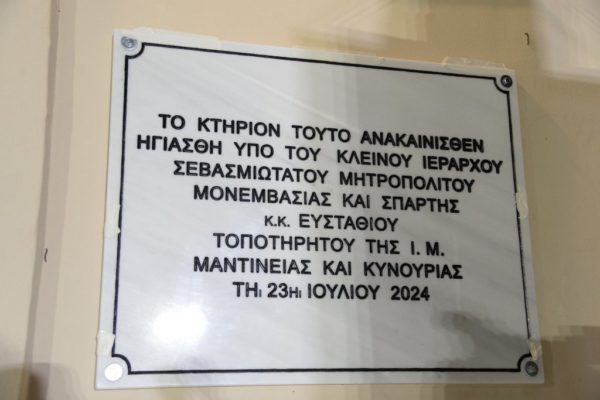 ΤΟ ΚΤΗΡΙΟΝ ΤΟΥΤΟ ΑΝΑΚΑΙΝΙΣΘΕΝ
ΗΓΙΑΣΘΗ ΥΠΟ ΤΟΥ ΚΛΕΙΝΟΥ ΙΕΡΑΡΧΟΥ
ΣΕΒΑΣΜΙΩΤΑΤΟΥ ΜΗΤΡΟΠΟΛΙΤΟΥ
ΜΟΝΕΜΒΑΣΙΑΣ ΚΑΙ ΣΠΑΡΤΗΣ
κ.κ. ΕΥΣΤΑΘΙΟΥ
ΤΟΠΟΤΗΡΗΤΟΥ ΤΗΣ Ι. Μ.
ΜΑΝΤΙΝΕΙΑΣ ΚΑΙ ΚΥΝΟΥΡΙΑΣ
ΤΗι 23Ηι ΙΟΥΛΙΟΥ 2024